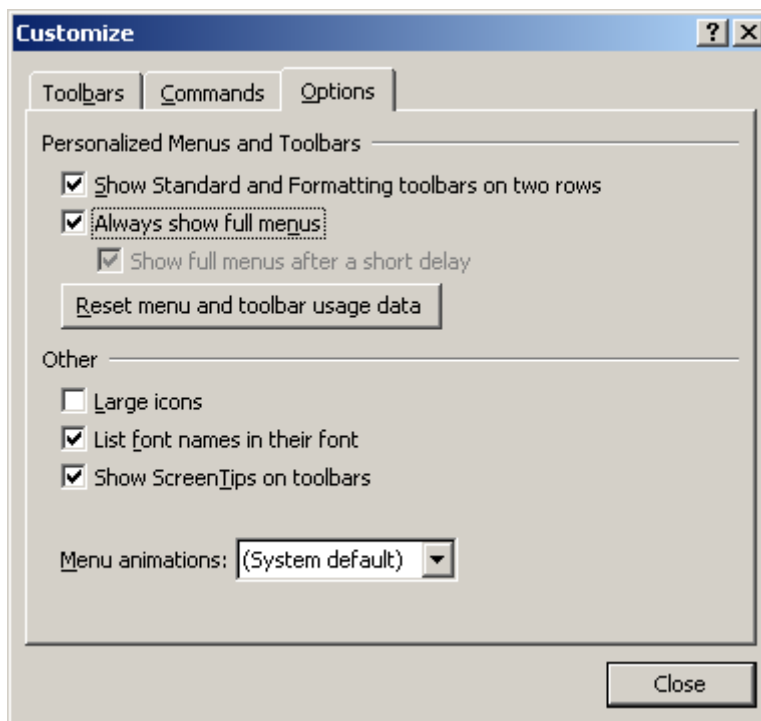 Customize
Toolbars Commands Options
Personalized Menus and Toolbars
Show Standard and Formatting toolbars on two rows
Always show full menus
Show full menus after a short delay
Reset menu and toolbar usage data
Other
Large icons
List font names in their font
Show ScreenTips on toolbars
Menu animations: (System default)
Close